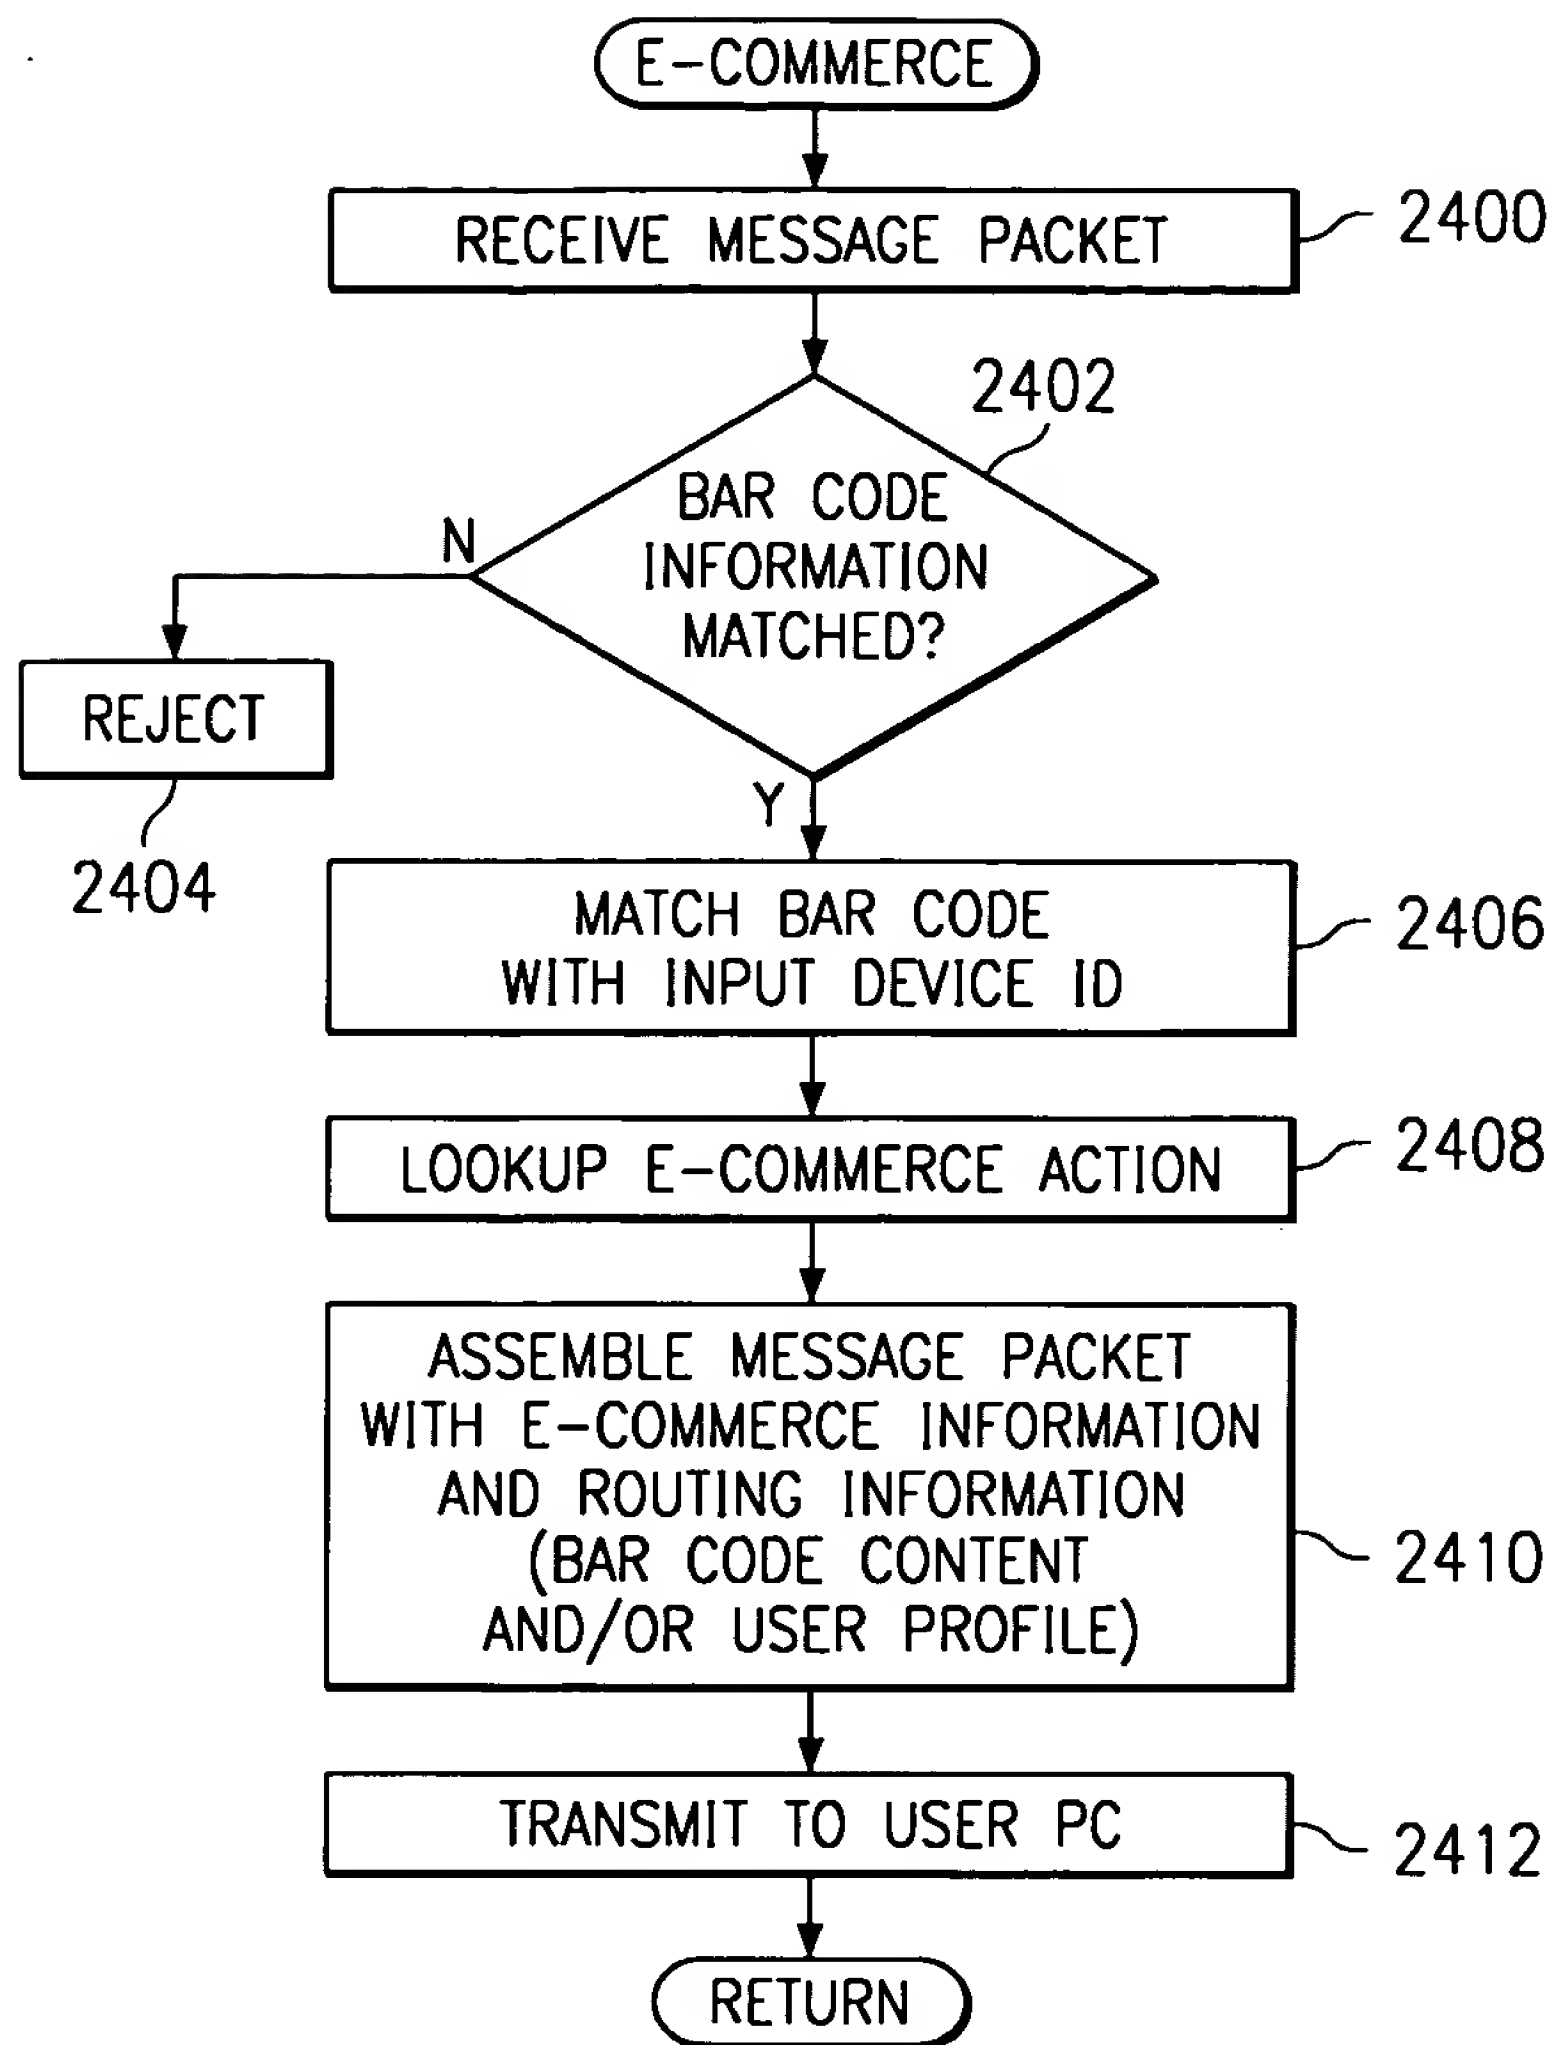 E-COMMERCE
RECEIVE MESSAGE PACKET
2400
2402
BAR CODE
INFORMATION
MATCHED?
N
REJECT
2404
Y
MATCH BAR CODE
WITH INPUT DEVICE ID
2406
LOOKUP E-COMMERCE ACTION
2408
ASSEMBLE MESSAGE PACKET
WITH E-COMMERCE INFORMATION
AND ROUTING INFORMATION
(BAR CODE CONTENT
AND/OR USER PROFILE)
2410
TRANSMIT TO USER PC
2412
RETURN